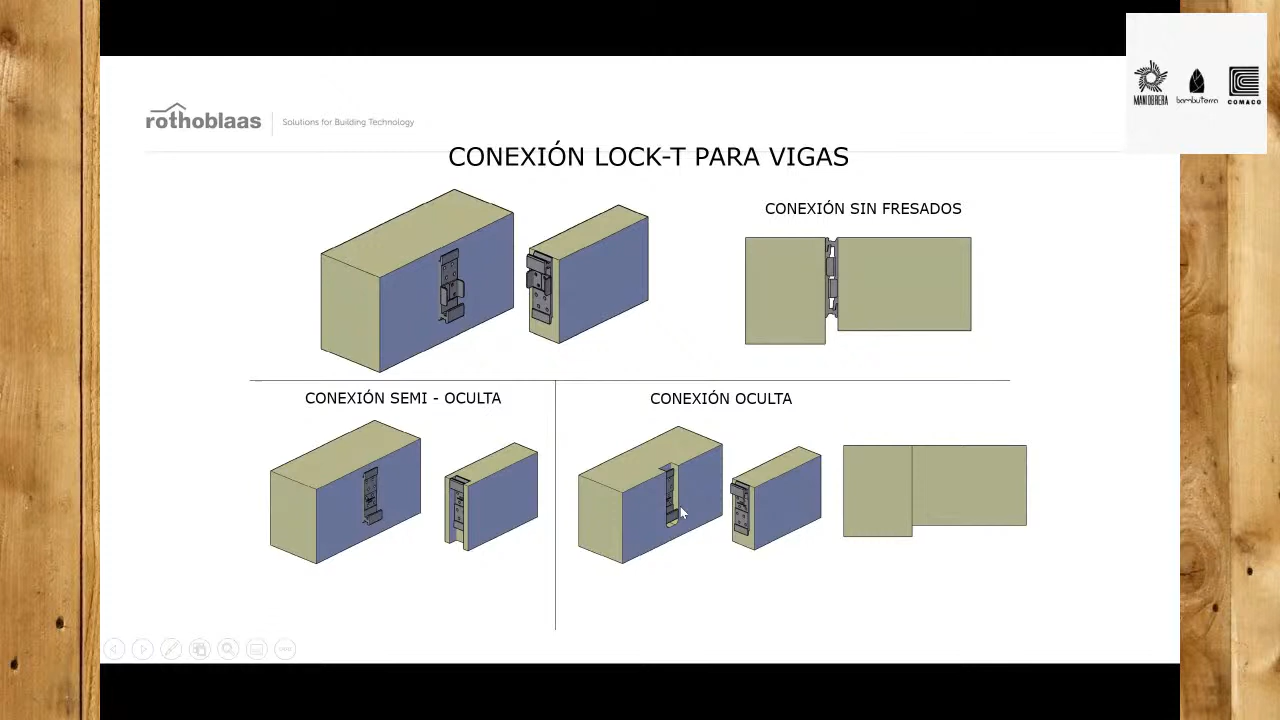 MANIOBRERA
bambuterra
COMACO
rothoblaas
Solutions for Building Technology
CONEXIÓN LOCK-T PARA VIGAS
CONEXIÓN SIN FRESADOS
CONEXIÓN SEMI - OCULTA
CONEXIÓN OCULTA